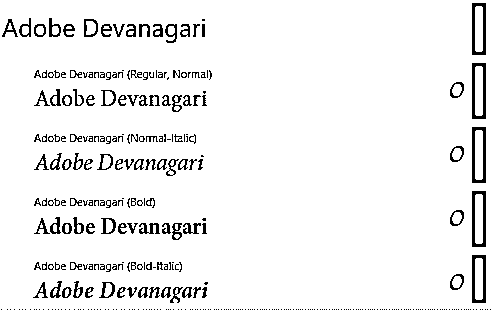 Adobe Devanagari
Adobe Devanagari (Regular, Normal)
Adobe Devanagari O
Adobe Devanagari (Normal-Italic)
Adobe Devanagari O
Adobe Devanagari (Bold)
Adobe Devanagari O
Adobe Devanagari (Bold-Italic)
Adobe Devanagari O